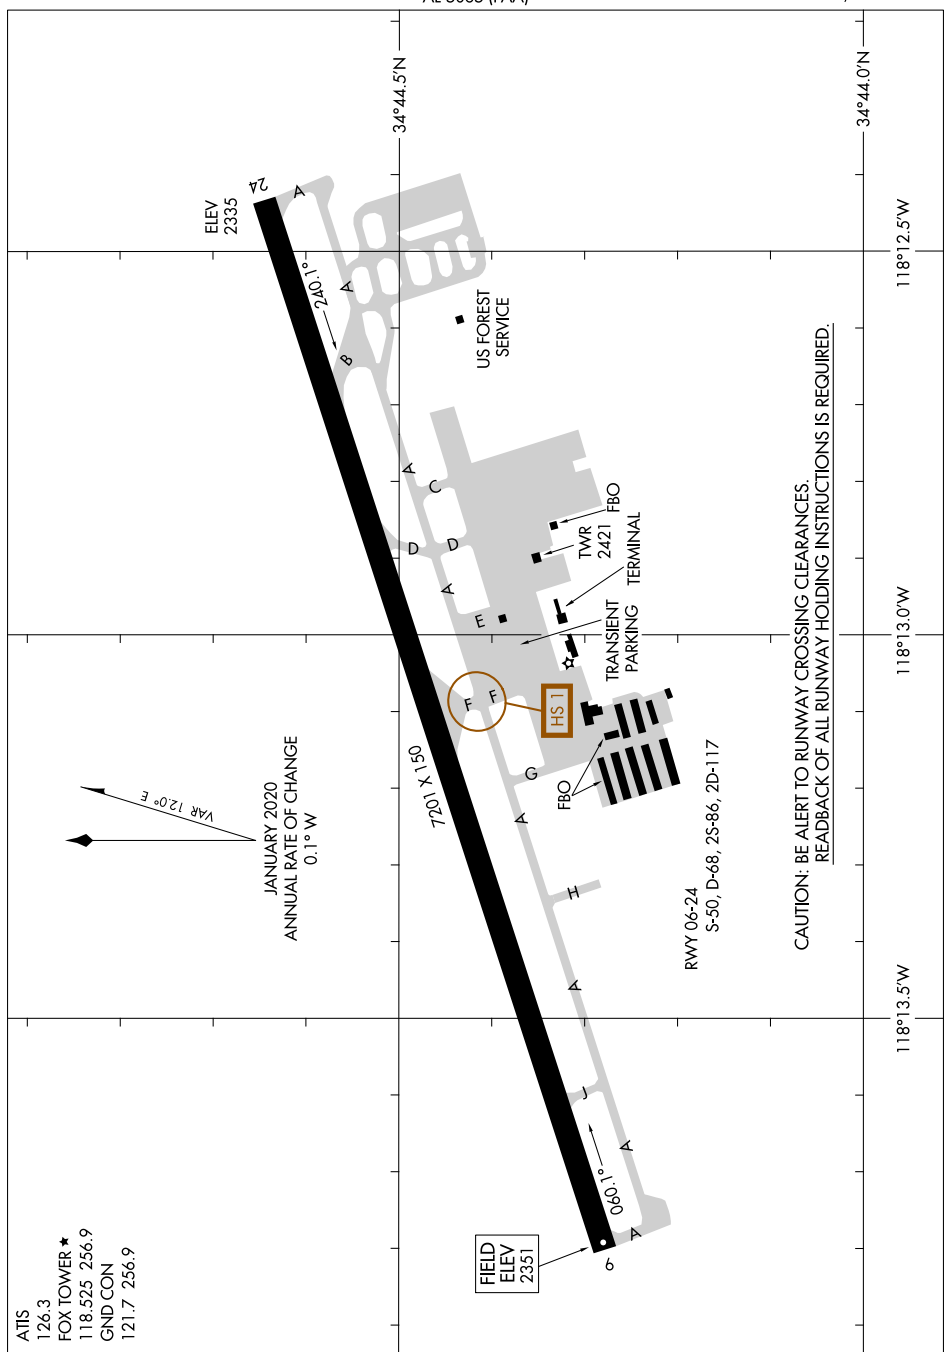 ATIS
126.3
FOX TOWER ★
118.525 256.9
GND CON
121.7 256.9
JANUARY 2020
ANNUAL RATE OF CHANGE
0.1° W
VAR 12.0° E
ELEV
2335
24
A
240.1°
A
B
34°44.5'N
34°44.0'N
118°12.5'W
US FOREST
SERVICE
A
C
D
D
A
E
FBO
TWR
2421
TERMINAL
TRANSIENT
PARKING
118°13.0'W
F
F
HS 1
7201 X 150
G
FBO
A
H
A
J
A
060.1°
A
6
FIELD
ELEV
2351
RWY 06-24
S-50, D-68, 2S-86, 2D-117
118°13.5'W
CAUTION: BE ALERT TO RUNWAY CROSSING CLEARANCES.
READBACK OF ALL RUNWAY HOLDING INSTRUCTIONS IS REQUIRED.